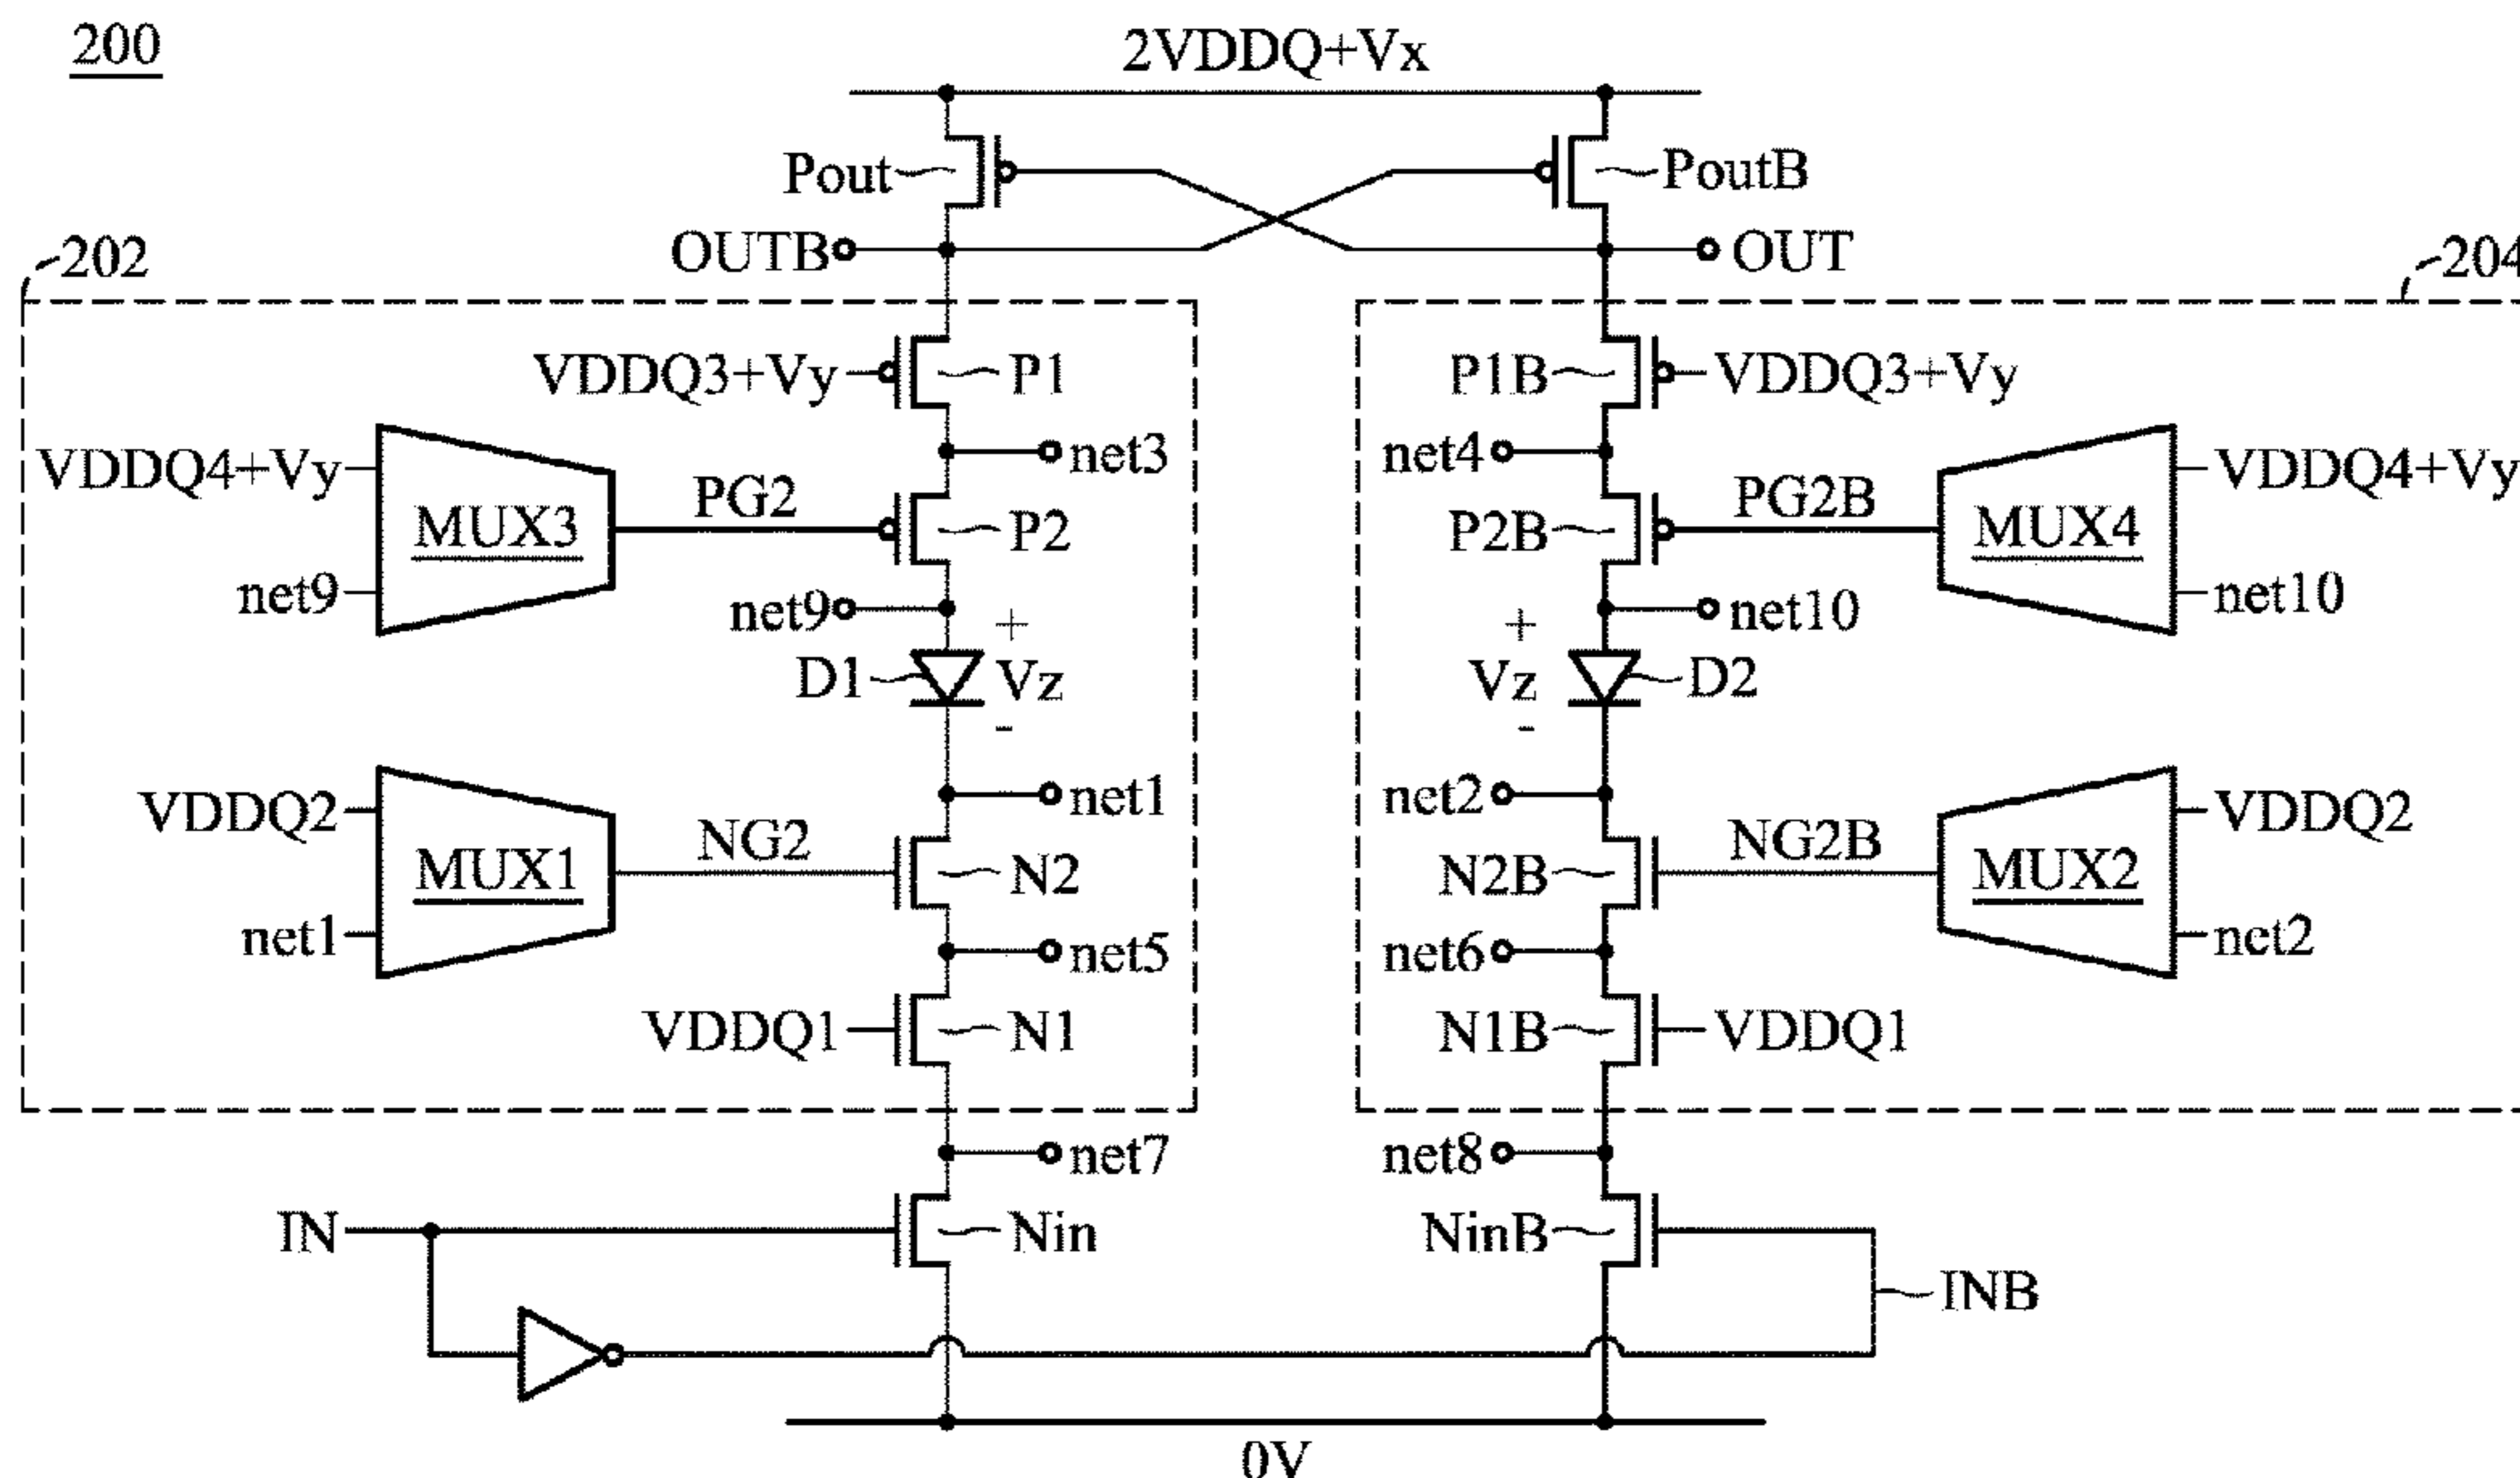 200
2VDDQ+Vx
Pout
PoutB
OUTB
OUT
202
204
VDDQ3+Vy
P1
P1B
VDDQ3+Vy
VDDQ4+Vy
net3
net4
VDDQ4+Vy
MUX3
PG2
P2
P2B
PG2B
MUX4
net9
net9
+
+
net10
net10
D1
Vz
Vz
D2
-
-
VDDQ2
net1
net2
VDDQ2
MUX1
NG2
N2
N2B
NG2B
MUX2
net1
net5
net6
net2
VDDQ1
N1
N1B
VDDQ1
net7
net8
IN
Nin
NinB
INB
0V